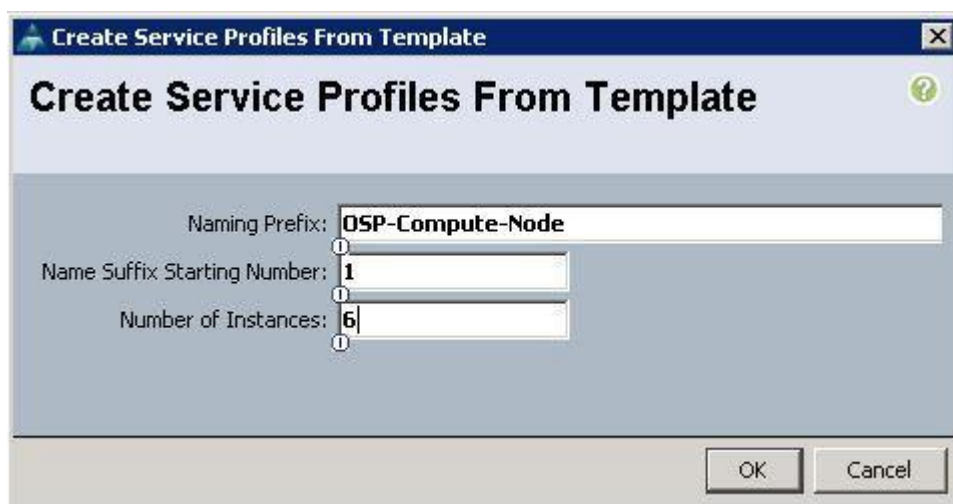 Create Service Profiles From Template
Create Service Profiles From Template
Naming Prefix: OSP-Compute-Node
Name Suffix Starting Number: 1
Number of Instances: 6
OK Cancel